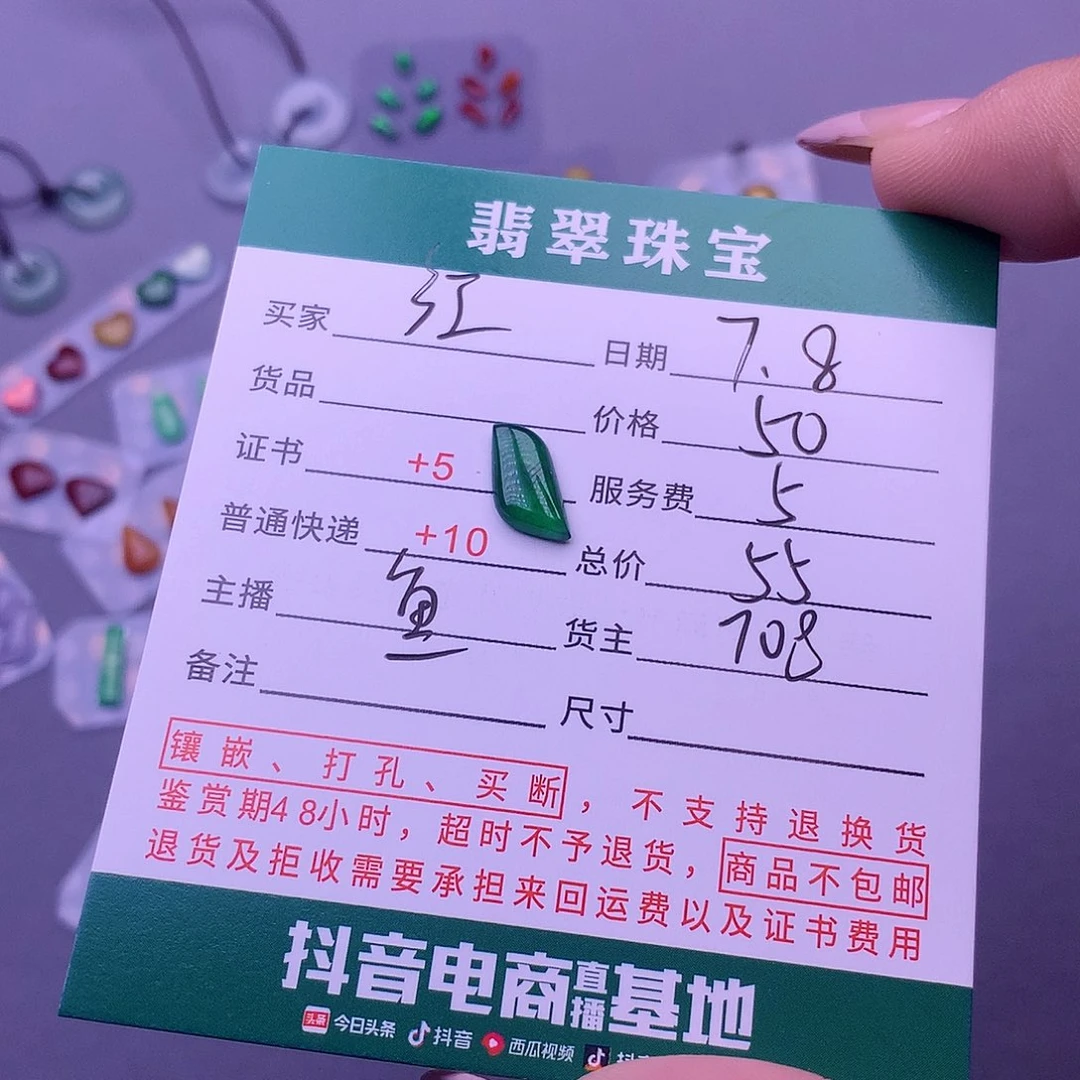 翡翠珠宝
买家 红 日期 7.8
货品 价格 50
证书 +5 服务费 5
普通快递 +10 总价 55
主播 鱼 货主 108
备注 尺寸
镶嵌、打孔、买断，不支持退换货
鉴赏期48小时，超时不予退货，商品不包邮
退货及拒收需要承担来回运费以及证书费用
抖音电商直播基地
头条 今日头条 抖音 西瓜视频